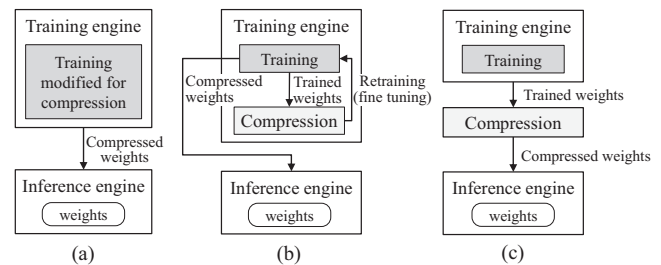 Training engine
Training
modified for
compression
Compressed
weights
Inference engine
weights
(a)
Training engine
Training
Compressed
weights
Trained
weights
Retraining
(fine tuning)
Compression
Inference engine
weights
(b)
Training engine
Training
Trained weights
Compression
Compressed weights
Inference engine
weights
(c)